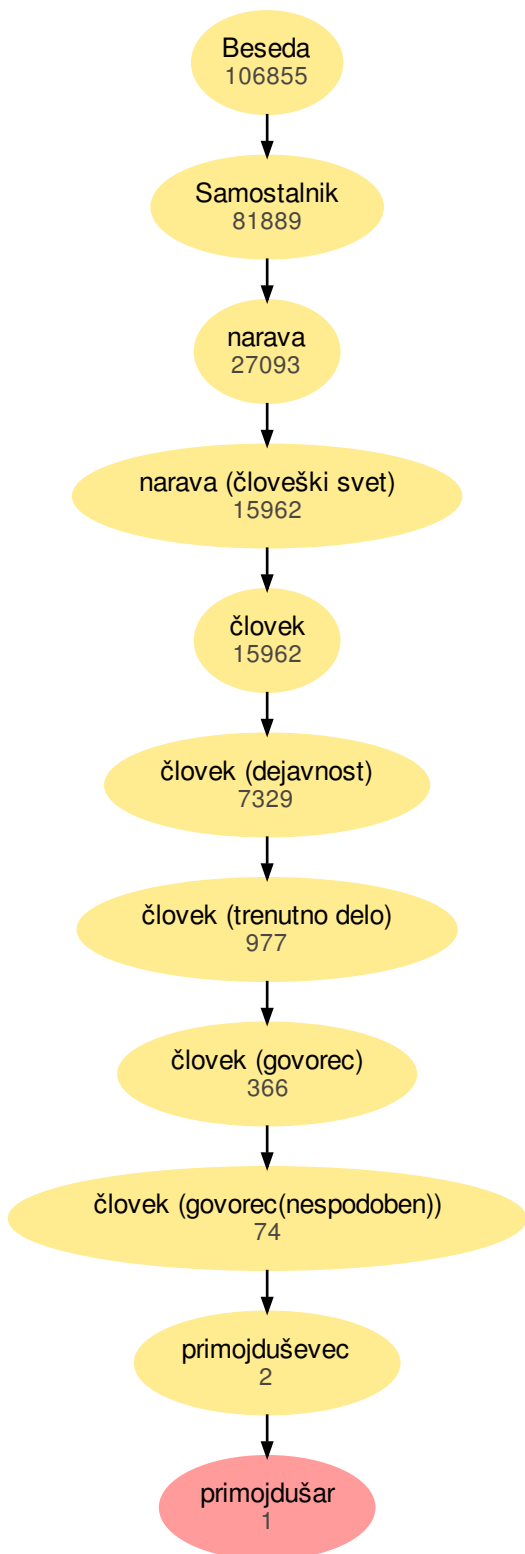 Beseda
106855
Samostalnik
81889
narava
27093
narava (človeški svet)
15962
človek
15962
človek (dejavnost)
7329
človek (trenutno delo)
977
človek (govorec)
366
človek (govorec(nespodoben))
74
primojduševec
2
primojdušar
1